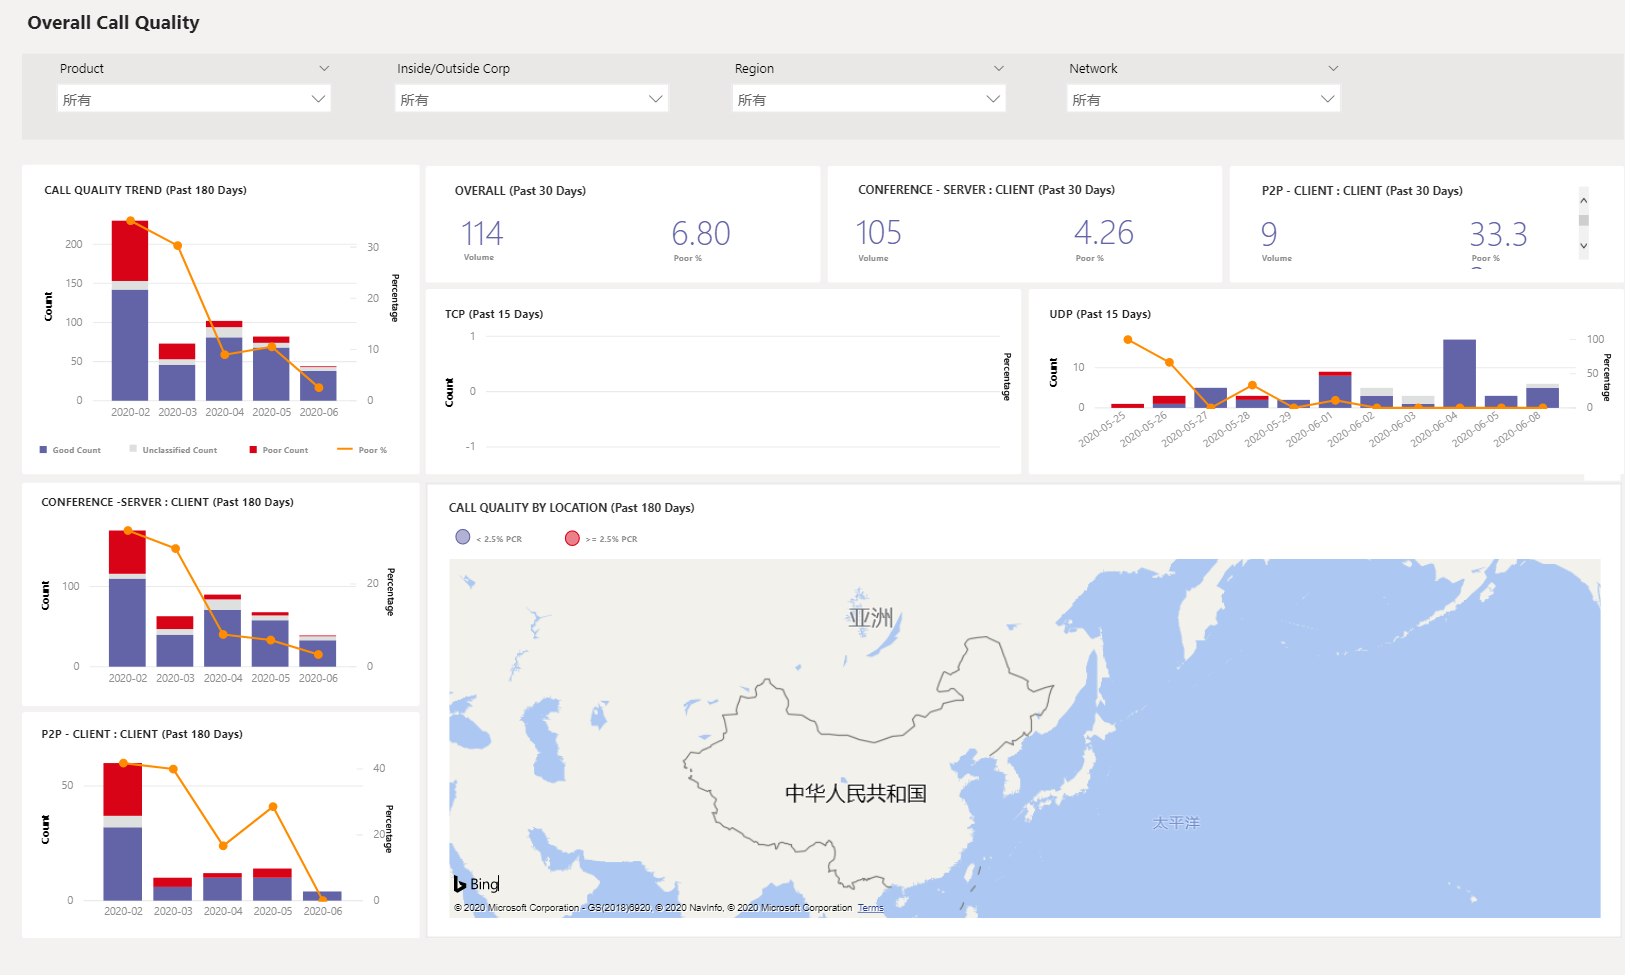 Overall Call Quality
Product
所有
Inside/Outside Corp
所有
Region
所有
Network
所有
CALL QUALITY TREND (Past 180 Days)
Count
200
150
100
50
0
30
20
10
0
Percentage
2020-02 2020-03 2020-04 2020-05 2020-06
Good Count Unclassified Count Poor Count Poor %
OVERALL (Past 30 Days)
114 6.80
Volume Poor %
CONFERENCE - SERVER : CLIENT (Past 30 Days)
105 4.26
Volume Poor %
P2P - CLIENT : CLIENT (Past 30 Days)
9 33.3
Volume Poor %
TCP (Past 15 Days)
Count
1
0
-1
Percentage
UDP (Past 15 Days)
Count
10
0
100
50
0
Percentage
2020-05-25 2020-05-26 2020-05-27 2020-05-28 2020-05-29 2020-06-01 2020-06-02 2020-06-03 2020-06-04 2020-06-05 2020-06-08
CONFERENCE -SERVER : CLIENT (Past 180 Days)
Count
100
0
20
0
Percentage
2020-02 2020-03 2020-04 2020-05 2020-06
P2P - CLIENT : CLIENT (Past 180 Days)
Count
50
0
40
20
0
Percentage
2020-02 2020-03 2020-04 2020-05 2020-06
CALL QUALITY BY LOCATION (Past 180 Days)
< 2.5% PCR >= 2.5% PCR
亚洲
中华人民共和国
太平洋
Bing
© 2020 Microsoft Corporation - GS(2018)6920, © 2020 NavInfo, © 2020 Microsoft Corporation Terms